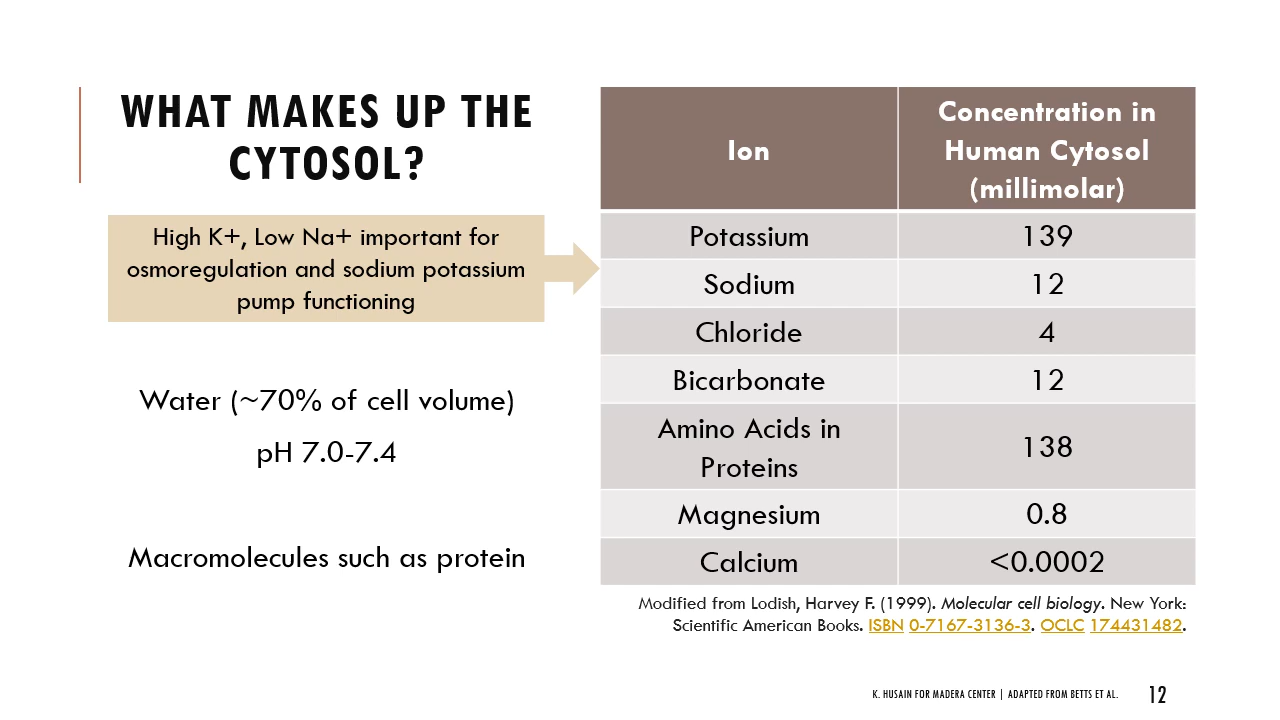 WHAT MAKES UP THE
CYTOSOL?
High K+, Low Na+ important for
osmoregulation and sodium potassium
pump functioning
Water (~70% of cell volume)
pH 7.0-7.4
Macromolecules such as protein
Ion
Concentration in
Human Cytosol
(millimolar)
Potassium 139
Sodium 12
Chloride 4
Bicarbonate 12
Amino Acids in
Proteins
138
Magnesium 0.8
Calcium <0.0002
Modified from Lodish, Harvey F. (1999). Molecular cell biology. New York:
Scientific American Books. ISBN 0-7167-3136-3. OCLC 174431482.
K. HUSAIN FOR MADERA CENTER | ADAPTED FROM BETTS ET AL. 12